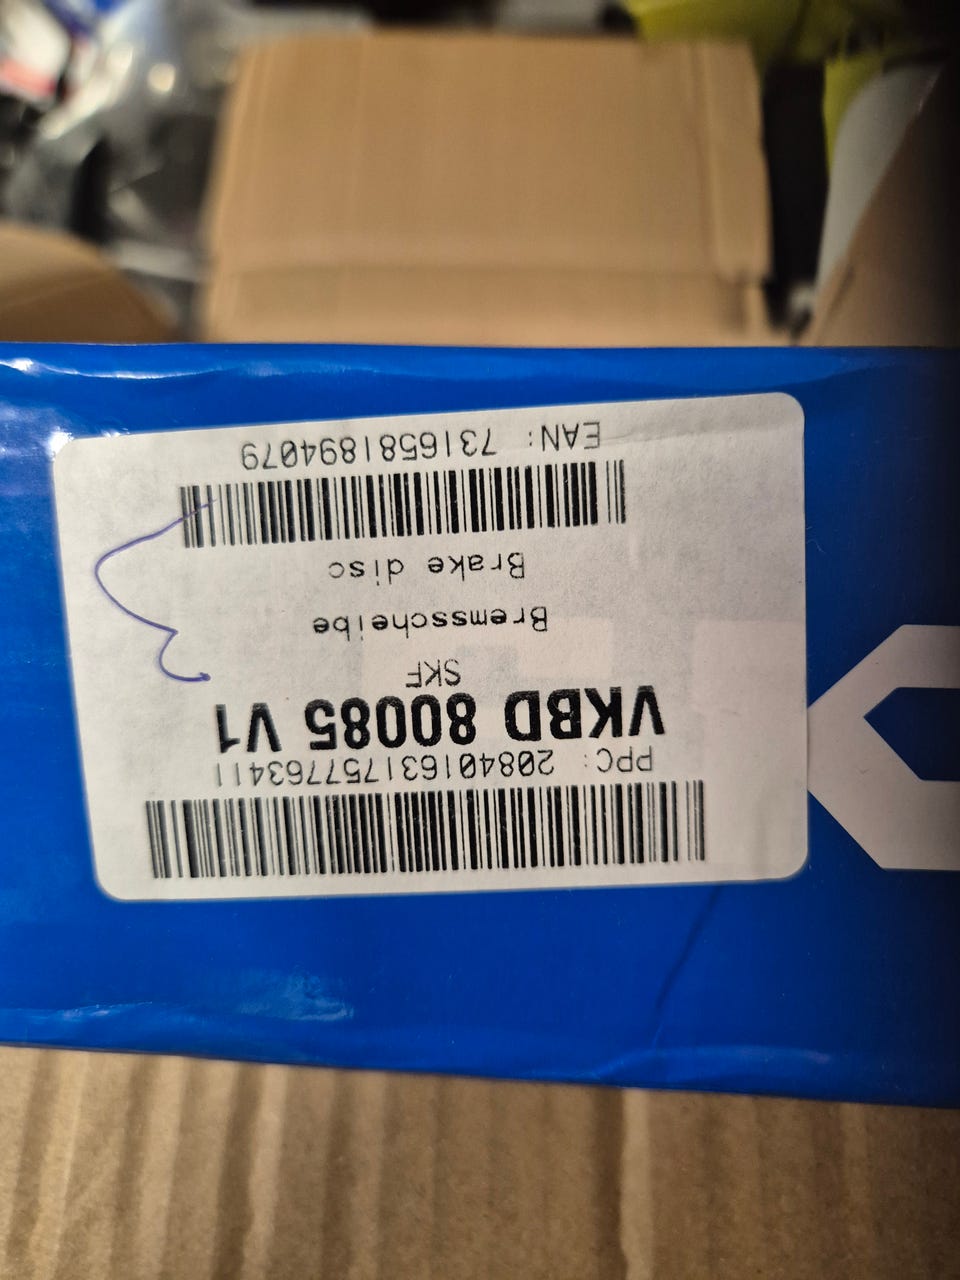 PPC: 208401631757763411
VKBD 80085 V1
SKF
Bremsscheibe
Brake disc
EAN: 7316581894079